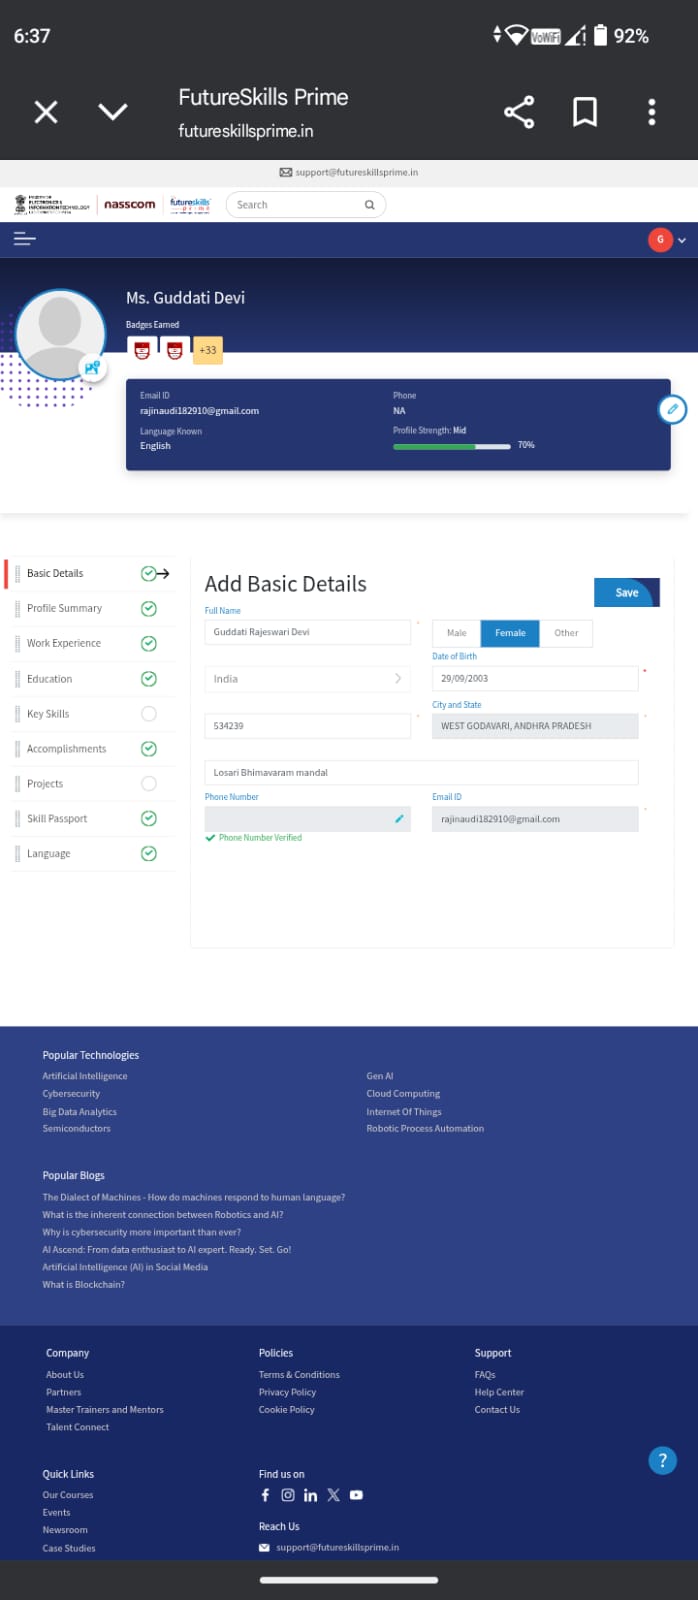 6:37
VoWiFi
92%
FutureSkills Prime
futureskillsprime.in
support@futureskillsprime.in
nasscom
futureskills
prime
Search
G
Ms. Guddati Devi
Badges Earned
+33
Email ID
Phone
rajinaudi182910@gmail.com
NA
Language Known
Profile Strength: Mid
English
70%
Basic Details
Profile Summary
Work Experience
Education
Key Skills
Accomplishments
Projects
Skill Passport
Language
Add Basic Details
Save
Full Name
Guddati Rajeswari Devi
Male
Female
Other
Date of Birth
India
29/09/2003
City and State
534239
WEST GODAVARI, ANDHRA PRADESH
Losari Bhimavaram mandal
Phone Number
Email ID
rajinaudi182910@gmail.com
Phone Number Verified
Popular Technologies
Artificial Intelligence
Gen AI
Cybersecurity
Cloud Computing
Big Data Analytics
Internet Of Things
Semiconductors
Robotic Process Automation
Popular Blogs
The Dialect of Machines - How do machines respond to human language?
What is the inherent connection between Robotics and AI?
Why is cybersecurity more important than ever?
AI Ascend: From data enthusiast to AI expert. Ready. Set. Go!
Artificial Intelligence (AI) in Social Media
What is Blockchain?
Company
About Us
Partners
Master Trainers and Mentors
Talent Connect
Policies
Terms & Conditions
Privacy Policy
Cookie Policy
Support
FAQs
Help Center
Contact Us
?
Quick Links
Our Courses
Events
Newsroom
Case Studies
Find us on
Reach Us
support@futureskillsprime.in